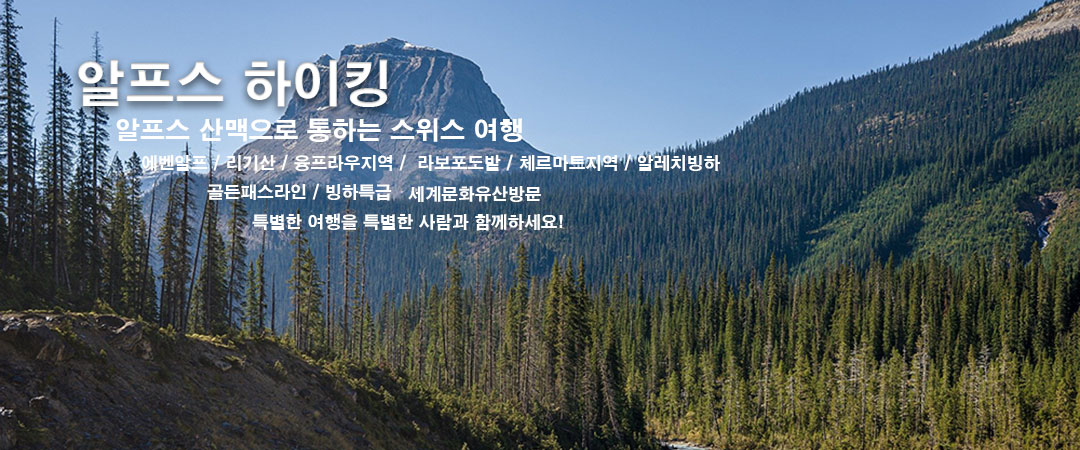 알프스 하이킹
알프스 산맥으로 통하는 스위스 여행
에벤알프 / 리기산 / 융프라우지역 / 라보포도밭 / 체르마트지역 / 알레치빙하
골든패스라인 / 빙하특급 세계문화유산방문
특별한 여행을 특별한 사람과 함께하세요!